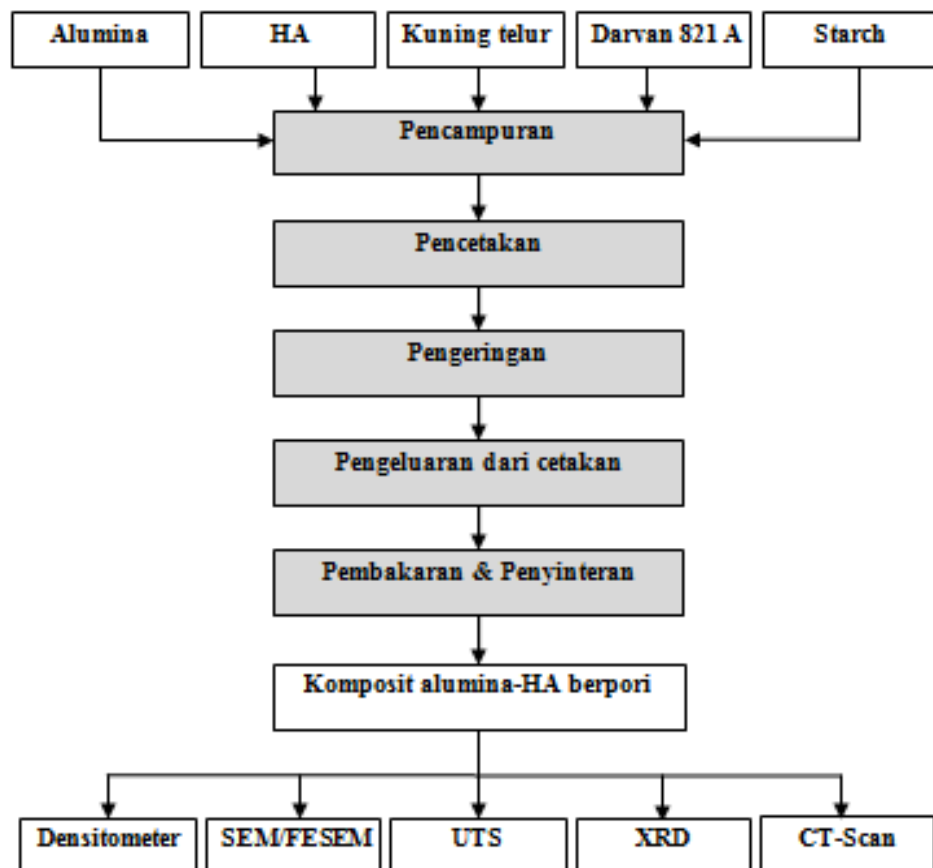 Alumina
HA
Kuning telur
Darvan 821 A
Starch
Pencampuran
Pencetakan
Pengeringan
Pengeluaran dari cetakan
Pembakaran & Penyinteran
Komposit alumina-HA berpori
Densitometer
SEM/FESEM
UTS
XRD
CT-Scan